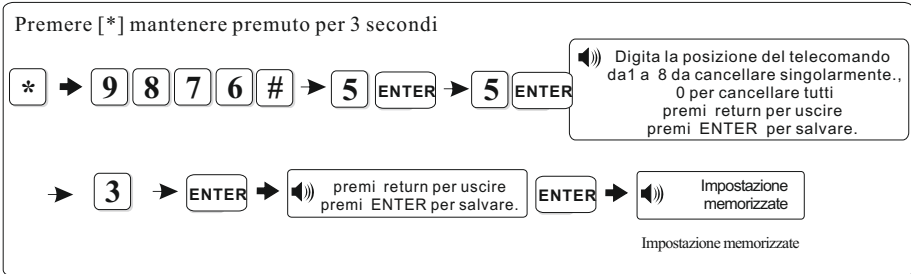 Premere [*] mantenere premuto per 3 secondi
* 9 8 7 6 # 5 ENTER 5 ENTER
Digita la posizione del telecomando
da1 a 8 da cancellare singolarmente.,
0 per cancellare tutti
premi return per uscire
premi ENTER per salvare.
3 ENTER
premi return per uscire
premi ENTER per salvare.
ENTER
Impostazione
memorizzate
Impostazione memorizzate